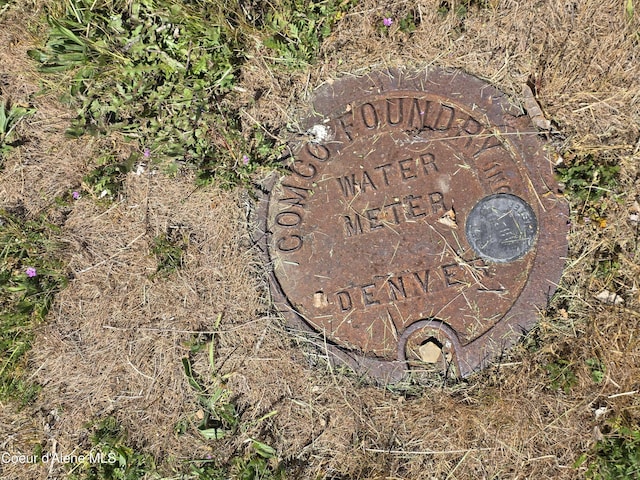 COMCO FOUNDRY INC
WATER
METER
DENVER
©Coeur d'Alene MLS